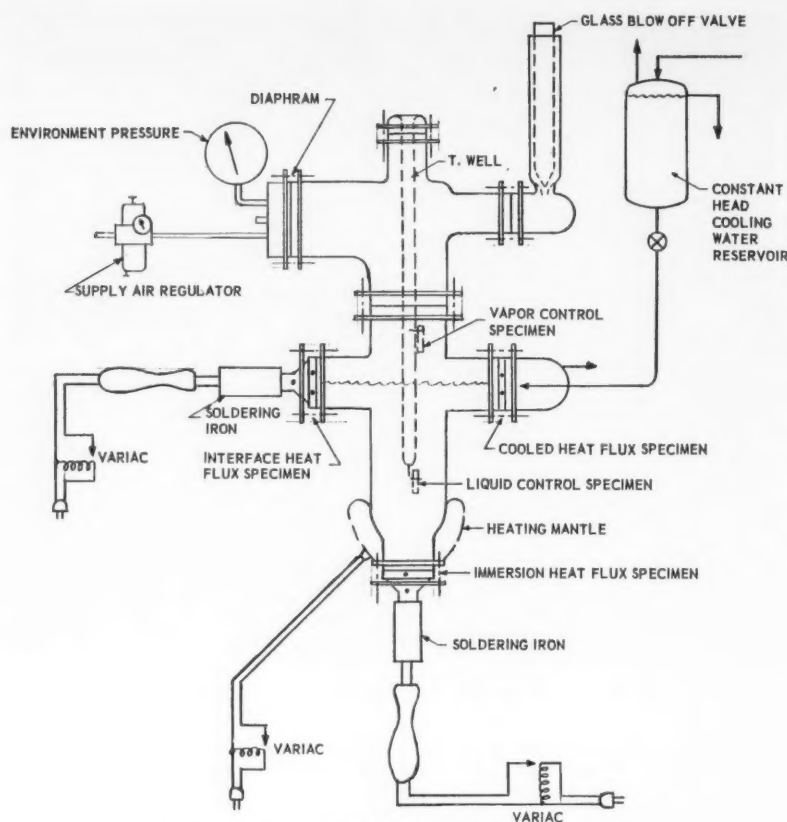 GLASS BLOW OFF VALVE
DIAPHRAM
ENVIRONMENT PRESSURE
T. WELL
CONSTANT
HEAD
COOLING
WATER
RESERVOIR
SUPPLY AIR REGULATOR
VAPOR CONTROL
SPECIMEN
SOLDERING
IRON
VARIAC
INTERFACE HEAT
FLUX SPECIMEN
COOLED HEAT FLUX SPECIMEN
LIQUID CONTROL SPECIMEN
HEATING MANTLE
IMMERSION HEAT FLUX SPECIMEN
SOLDERING IRON
VARIAC
VARIAC